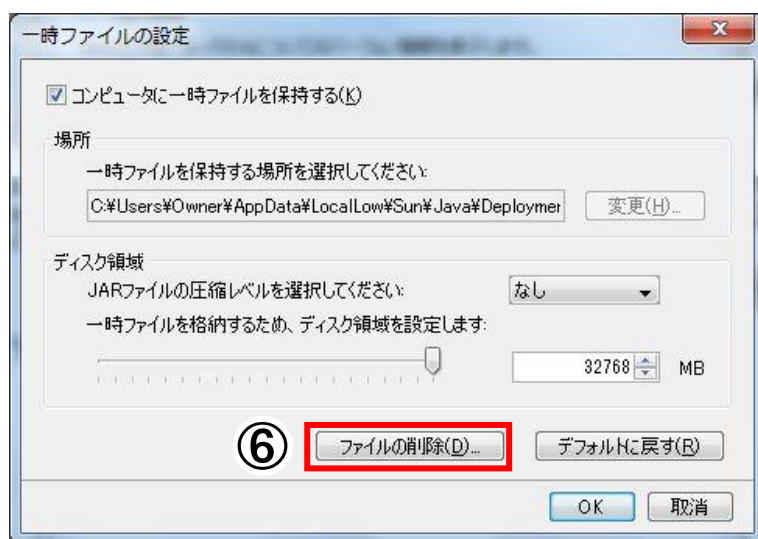 一時ファイルの設定
コンピュータに一時ファイルを保持する(K)
場所
一時ファイルを保持する場所を選択してください:
C:¥Users¥Owner¥AppData¥LocalLow¥Sun¥Java¥Deploymer
変更(H)...
ディスク領域
JARファイルの圧縮レベルを選択してください:
なし
一時ファイルを格納するため、ディスク領域を設定します:
32768 MB
⑥
ファイルの削除(D)...
デフォルトに戻す(R)
OK
取消